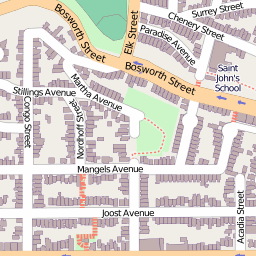 Surrey Street
Chenery Street
Bosworth Street
Elk Street
Paradise Avenue
Bosworth Street
Saint
John's
School
Stillings Avenue
Martha Avenue
Congo Street
Nordhoff Street
Mangels Avenue
Joost Avenue
Acadia Street